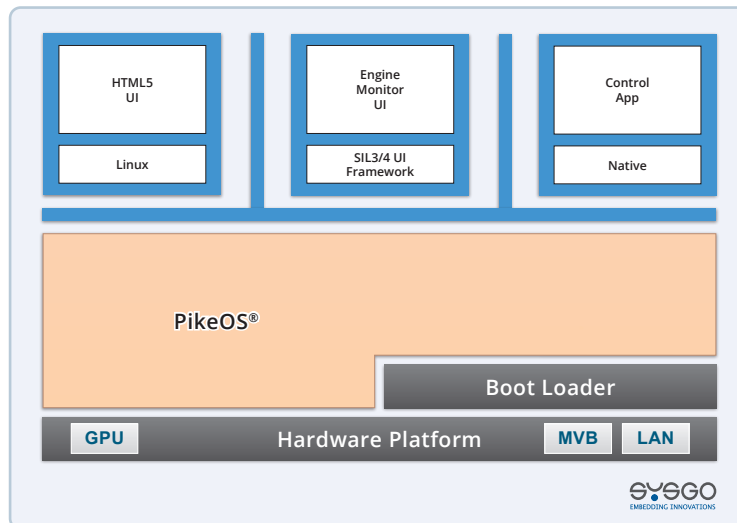 HTML5
UI
Linux
Engine
Monitor
UI
SIL3/4 UI
Framework
Control
App
Native
PikeOS®
Boot Loader
GPU
Hardware Platform
MVB
LAN
SYSGO
EMBEDDING INNOVATIONS